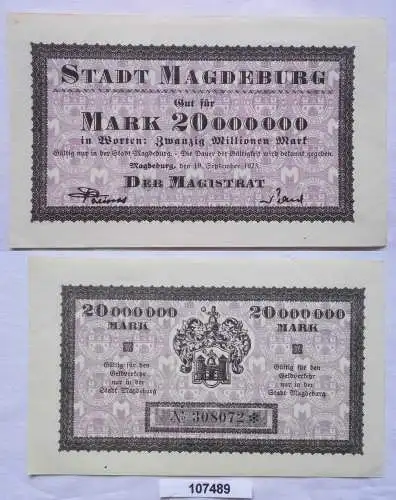 STADT MAGDEBURG
Gut für
MARK 20000000
in Worten: Zwanzig Millionen Mark
Gültig nur in der Stadt Magdeburg. - Die Dauer der Gültigkeit wird bekannt gegeben.
Magdeburg, den 19. September 1923.
DER MAGISTRAT
20000000 20000000
MARK MARK
Gültig für den Gültig für den
Geldverkehr Geldverkehr
nur in der nur in der
Stadt Magdeburg Stadt Magdeburg
No 308072 *
107489